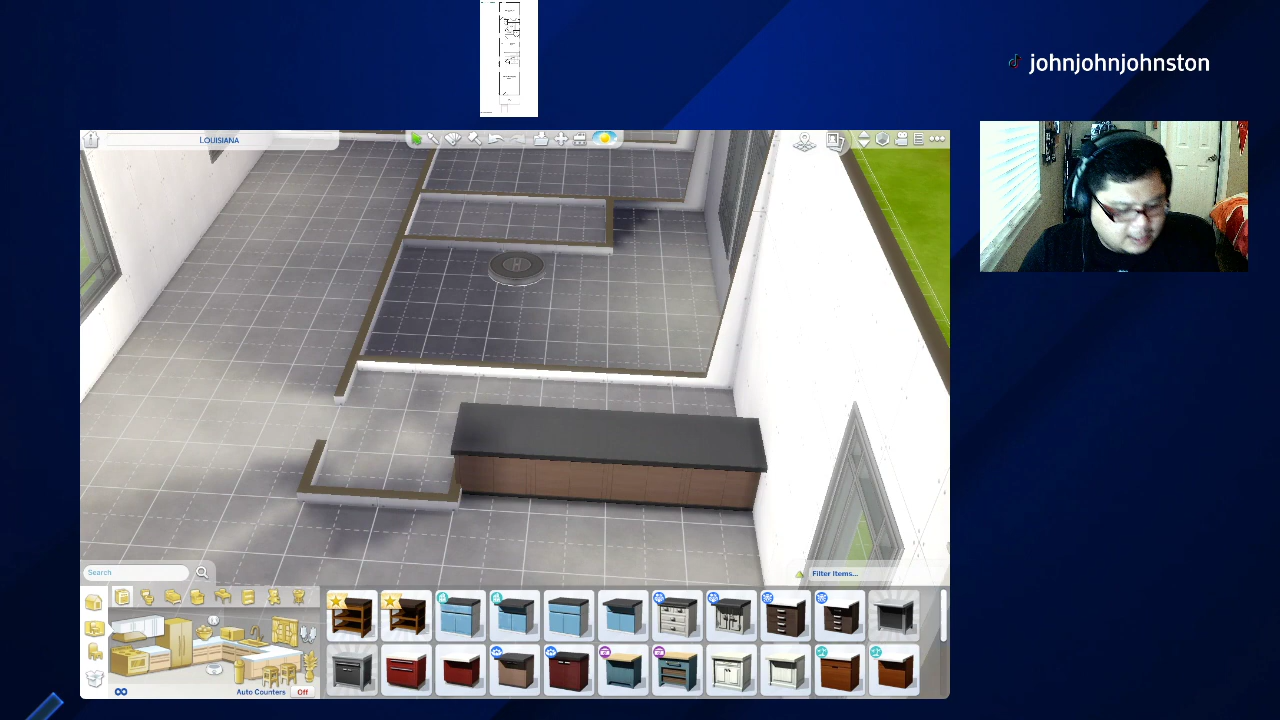 johnjohnjohnston
LOUISIANA
Search
Filter Items...
Auto Counters Off